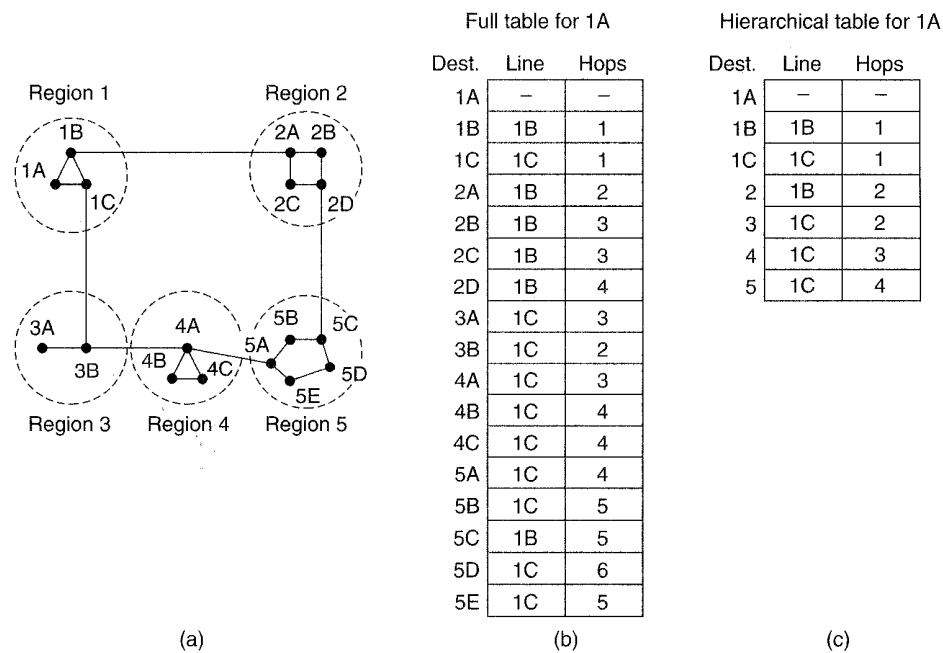 Full table for 1A
Dest. Line Hops
1A – –
1B 1B 1
1C 1C 1
2A 1B 2
2B 1B 3
2C 1B 3
2D 1B 4
3A 1C 3
3B 1C 2
4A 1C 3
4B 1C 4
4C 1C 4
5A 1C 4
5B 1C 5
5C 1B 5
5D 1C 6
5E 1C 5
Hierarchical table for 1A
Dest. Line Hops
1A – –
1B 1B 1
1C 1C 1
2 1B 2
3 1C 2
4 1C 3
5 1C 4
Region 1
Region 2
1B
1A
1C
2A 2B
2C 2D
3A
3B
4A
4B
4C
5B
5C
5A
5D
5E
Region 3
Region 4
Region 5
(a)
(b)
(c)